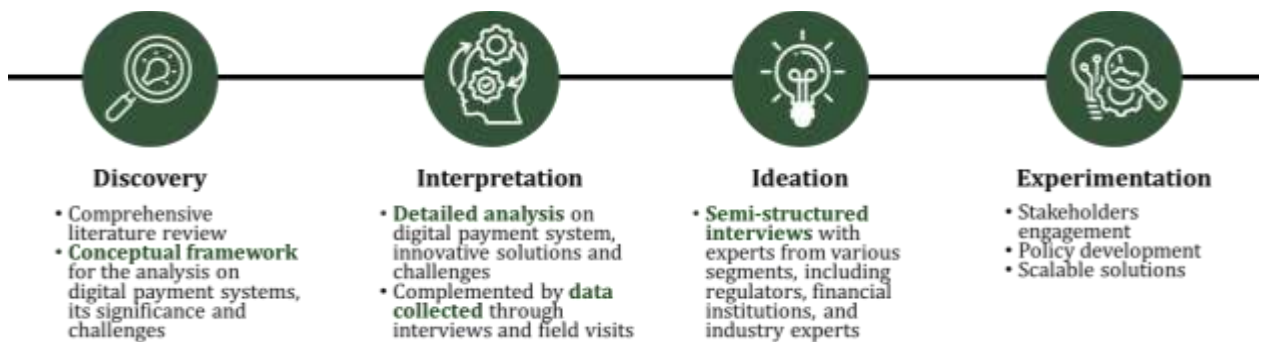 Discovery
• Comprehensive
literature review
• Conceptual framework
for the analysis on
digital payment systems,
its significance and
challenges
Interpretation
• Detailed analysis on
digital payment system,
innovative solutions and
challenges
• Complemented by data
collected through
interviews and field visits
Ideation
• Semi-structured
interviews with
experts from various
segments, including
regulators, financial
institutions, and
industry experts
Experimentation
• Stakeholders
engagement
• Policy development
• Scalable solutions